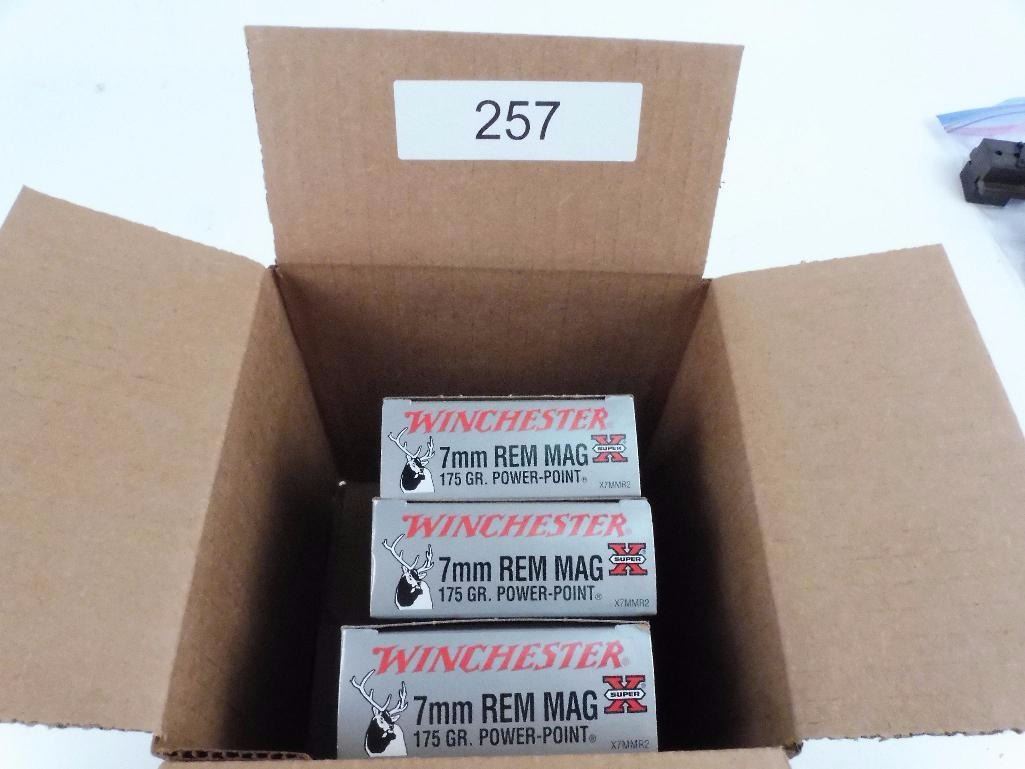 257
WINCHESTER®
7mm REM MAG
SUPER X
175 GR. POWER-POINT®
X7MMR2
WINCHESTER®
7mm REM MAG
SUPER X®
175 GR. POWER-POINT®
X7MMR2
WINCHESTER®
7mm REM MAG
SUPER X®
175 GR. POWER-POINT®
X7MMR2